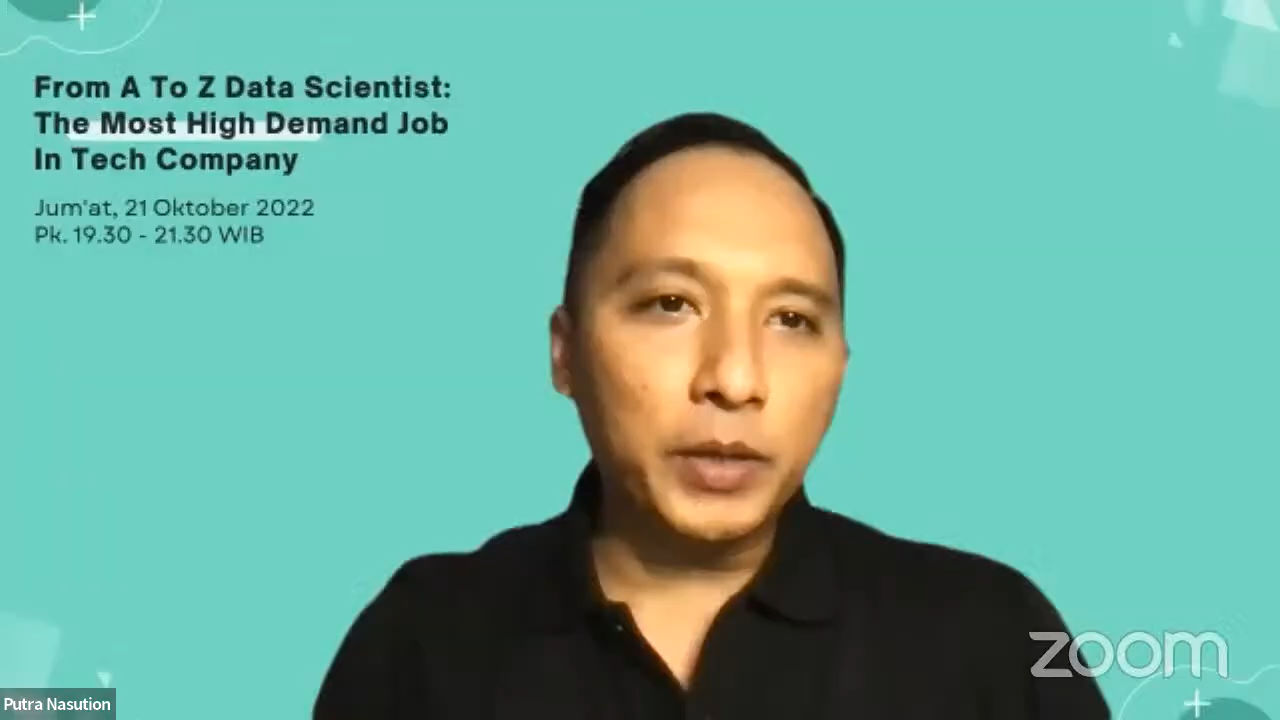 From A To Z Data Scientist:
The Most High Demand Job
In Tech Company
Jum'at, 21 Oktober 2022
Pk. 19.30 - 21.30 WIB
zoom
Putra Nasution